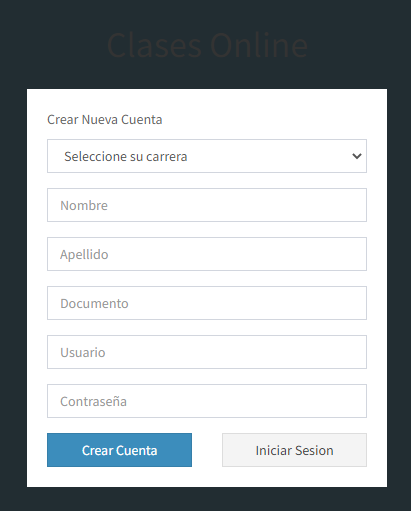 Clases Online
Crear Nueva Cuenta
Seleccione su carrera
Nombre
Apellido
Documento
Usuario
Contraseña
Crear Cuenta
Iniciar Sesion